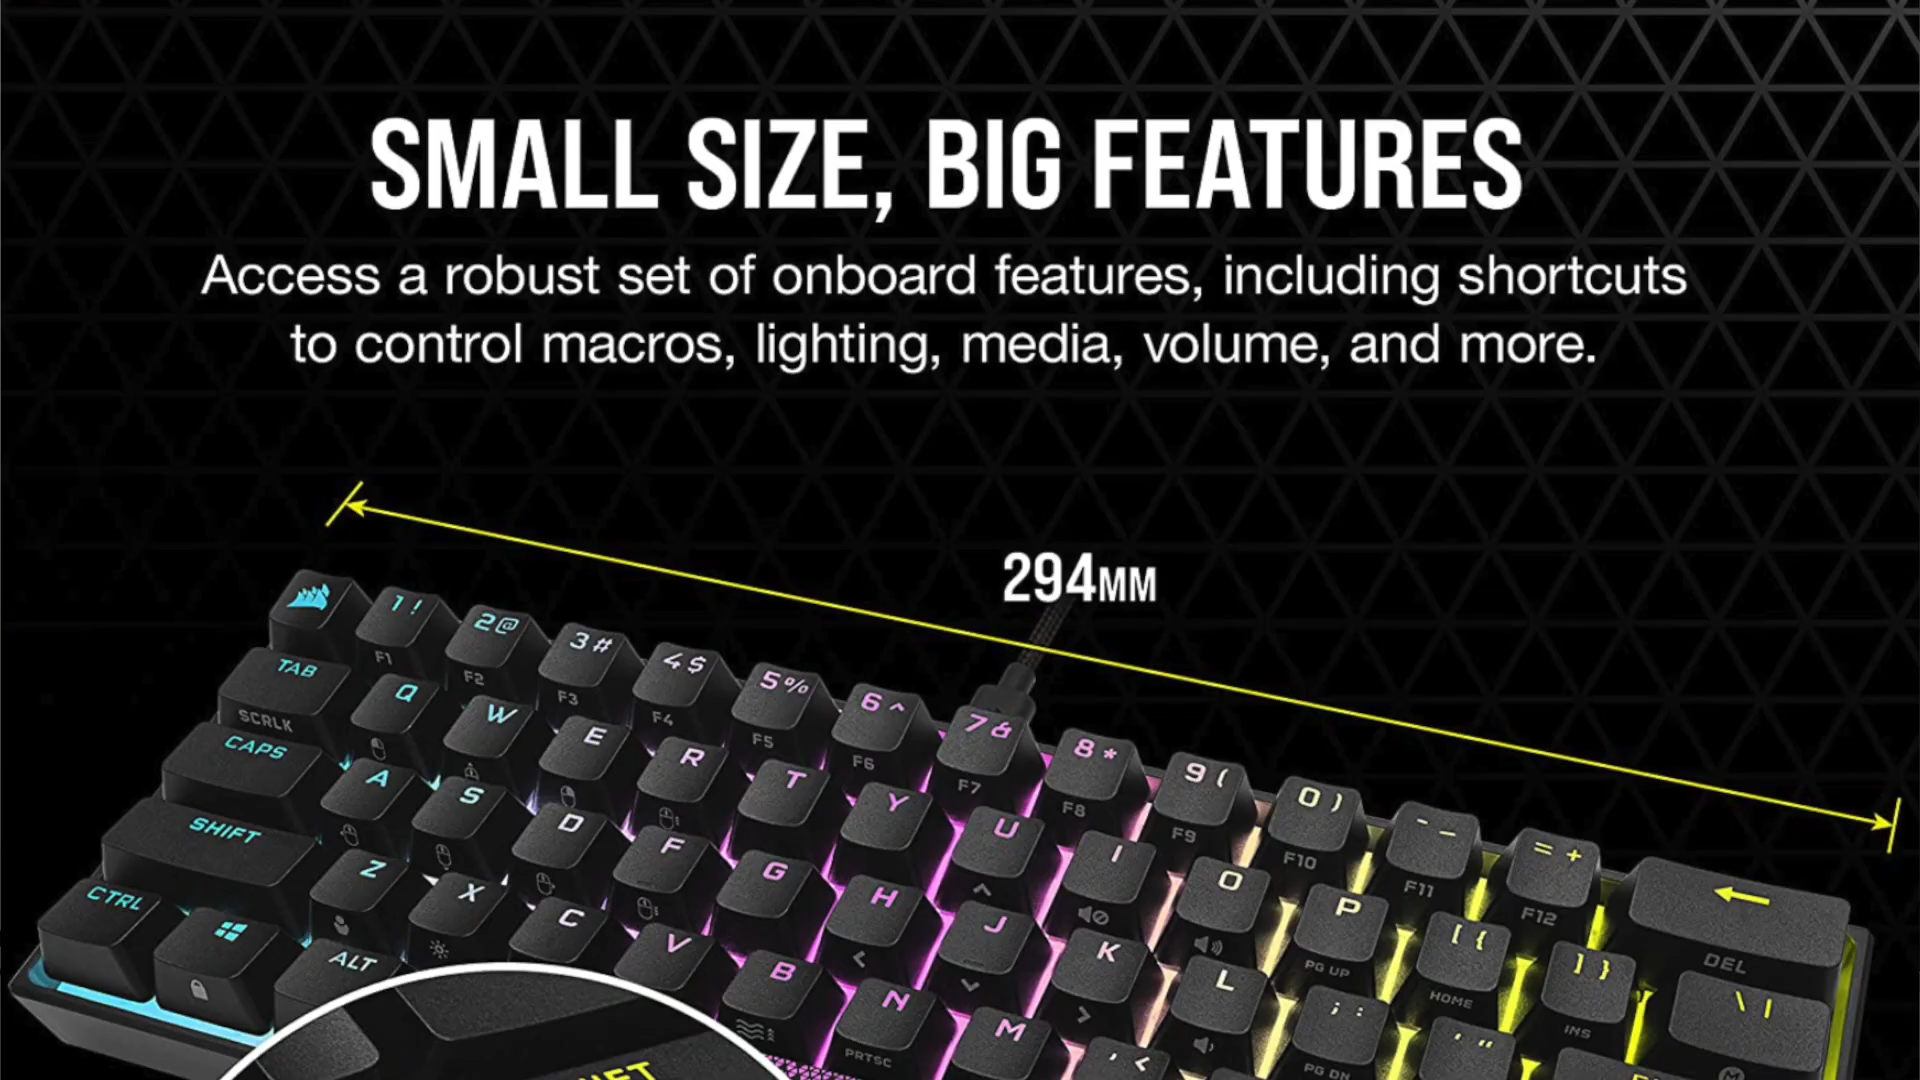 SMALL SIZE, BIG FEATURES
Access a robust set of onboard features, including shortcuts
to control macros, lighting, media, volume, and more.
294MM
1 ! 2 @ 3 # 4 $ 5 % 6 ^ 7 & 8 * 9 ( 0 ) - _ = +
F1 F2 F3 F4 F5 F6 F7 F8 F9 F10 F11 F12 DEL
TAB Q W E R T Y U I O P [ { ] } \ |
SCRLK PG UP HOME INS
CAPS A S D F G H J K L ; : ' "
PG DN
SHIFT Z X C V B N M , <
PRTSC
CTRL ALT